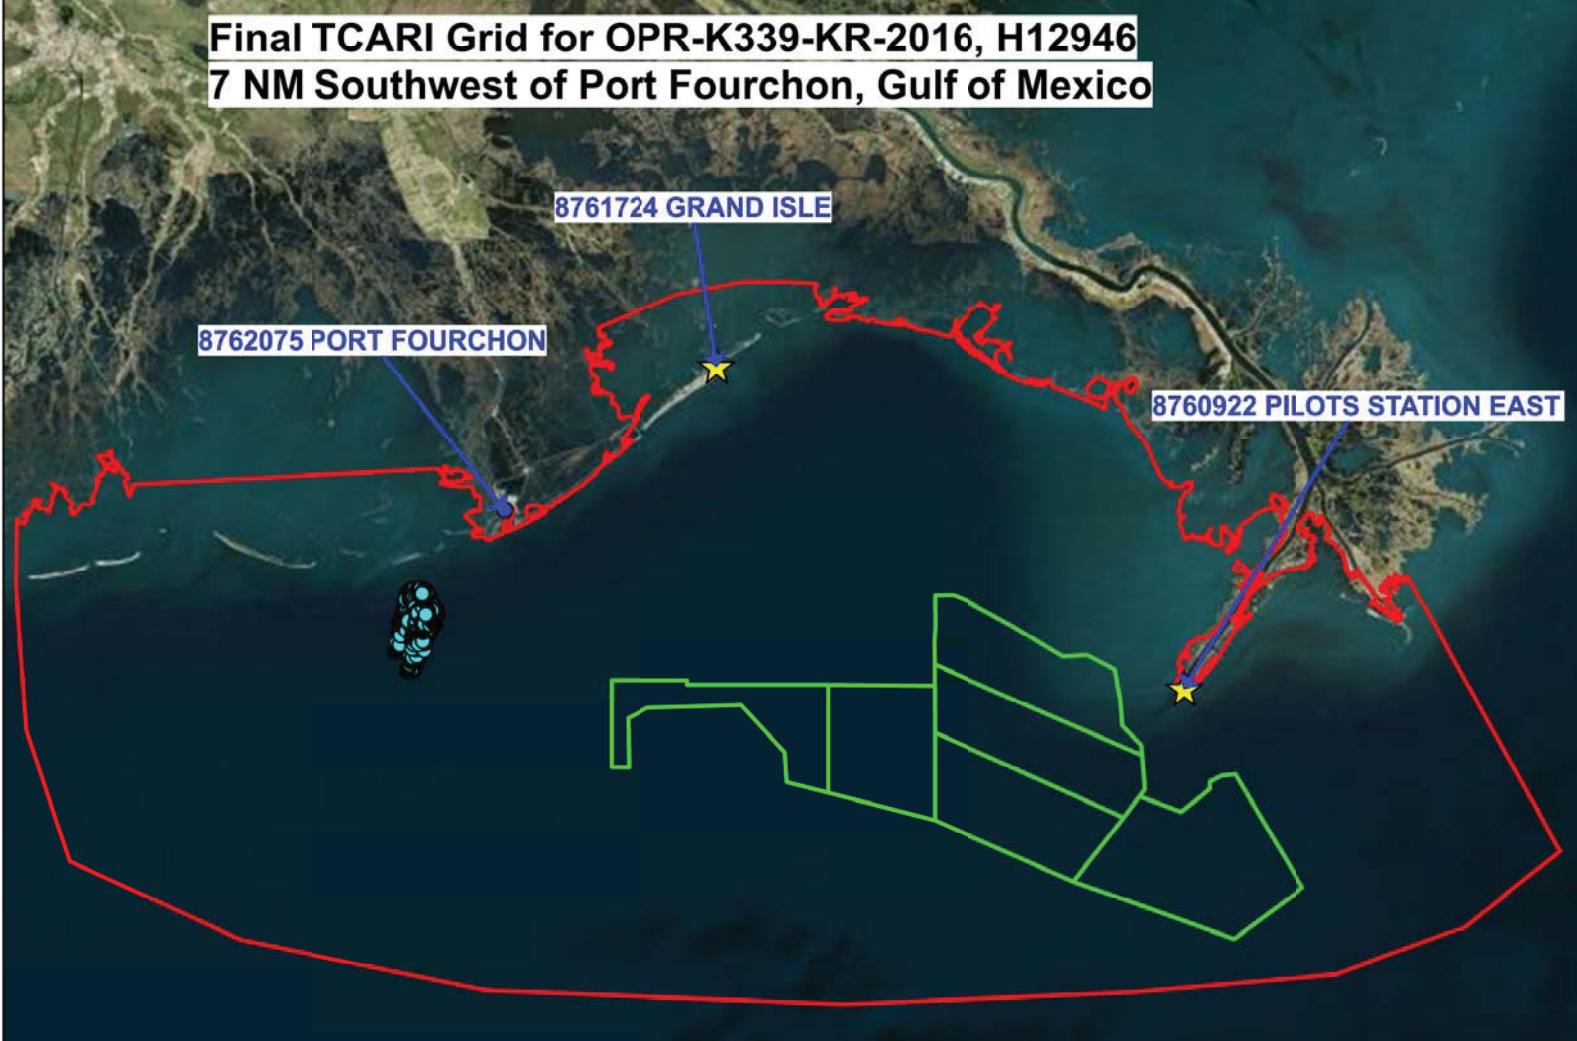 Final TCARI Grid for OPR-K339-KR-2016, H12946
7 NM Southwest of Port Fourchon, Gulf of Mexico
8761724 GRAND ISLE
8762075 PORT FOURCHON
8760922 PILOTS STATION EAST